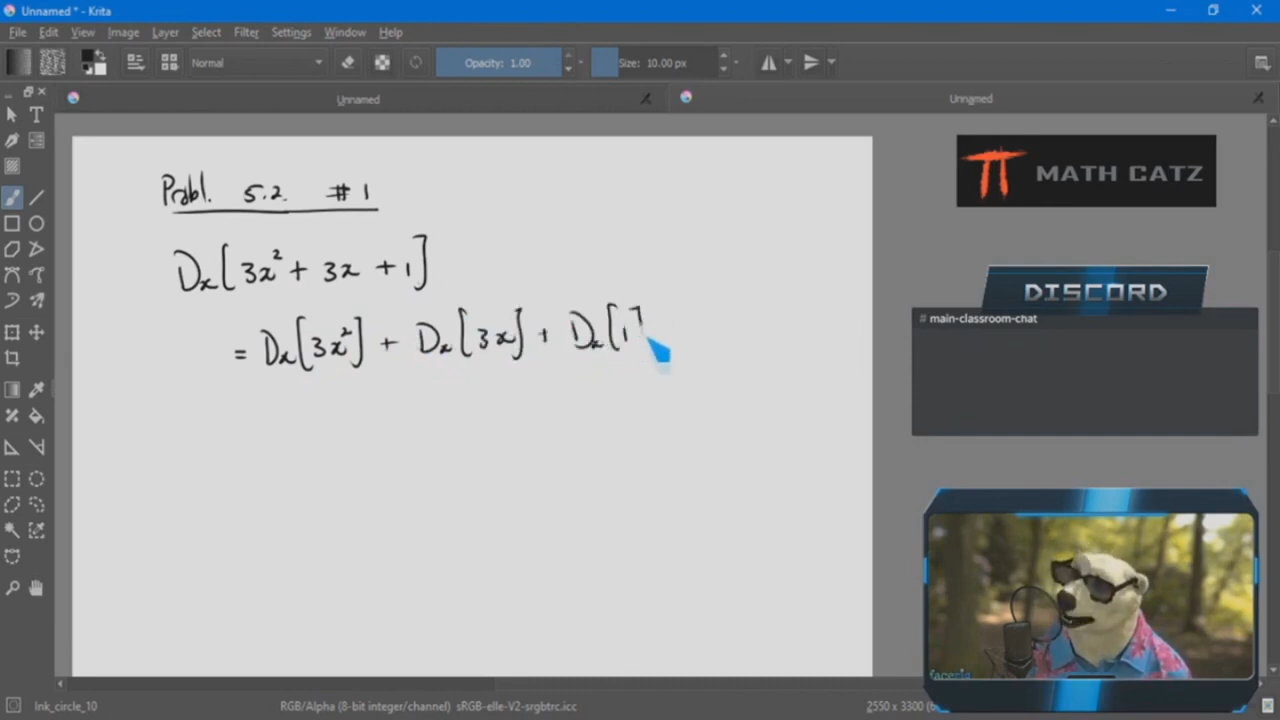 Unnamed * - Krita
File Edit View Image Layer Select Filter Settings Window Help
Normal Opacity: 1.00 Size: 10.00 px
Unnamed Unnamed
MATH CATZ
Probl. 5.2. #1
Dₓ[3x² + 3x + 1]
= Dₓ[3x²] + Dₓ[3x] + Dₓ[1]
DISCORD
# main-classroom-chat
Ink_circle_10 RGB/Alpha (8-bit integer/channel) sRGB-elle-V2-srgbtrc.icc 2550 x 3300